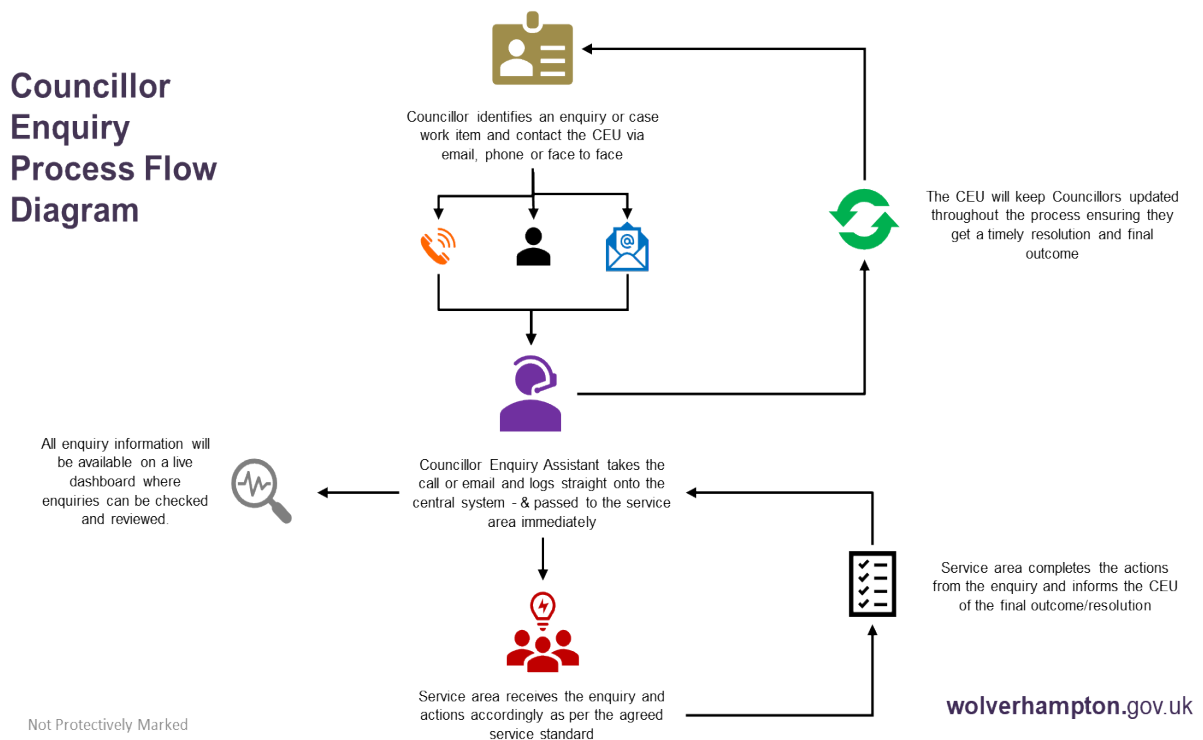 Councillor
Enquiry
Process Flow
Diagram
Councillor identifies an enquiry or case
work item and contact the CEU via
email, phone or face to face
@
The CEU will keep Councillors updated
throughout the process ensuring they
get a timely resolution and final
outcome
All enquiry information will
be available on a live
dashboard where
enquiries can be checked
and reviewed.
Councillor Enquiry Assistant takes the
call or email and logs straight onto the
central system - & passed to the service
area immediately
Service area completes the actions
from the enquiry and informs the CEU
of the final outcome/resolution
Service area receives the enquiry and
actions accordingly as per the agreed
service standard
Not Protectively Marked
wolverhampton.gov.uk